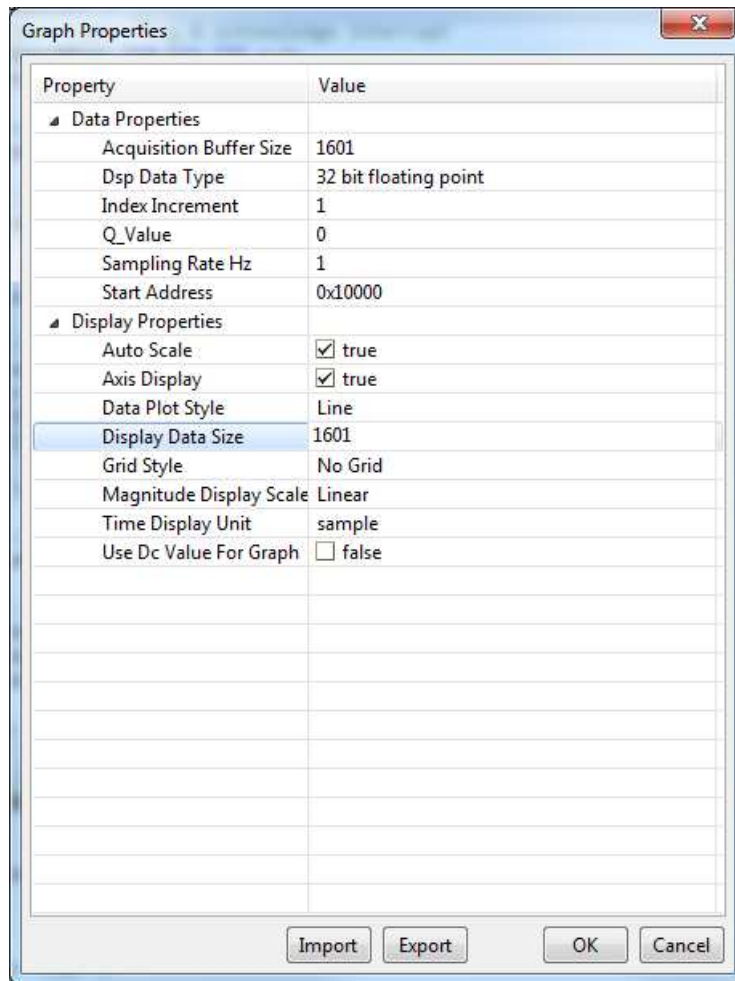 Graph Properties
Property Value
Data Properties
Acquisition Buffer Size 1601
Dsp Data Type 32 bit floating point
Index Increment 1
Q_Value 0
Sampling Rate Hz 1
Start Address 0x10000
Display Properties
Auto Scale true
Axis Display true
Data Plot Style Line
Display Data Size 1601
Grid Style No Grid
Magnitude Display Scale Linear
Time Display Unit sample
Use Dc Value For Graph false
Import Export OK Cancel